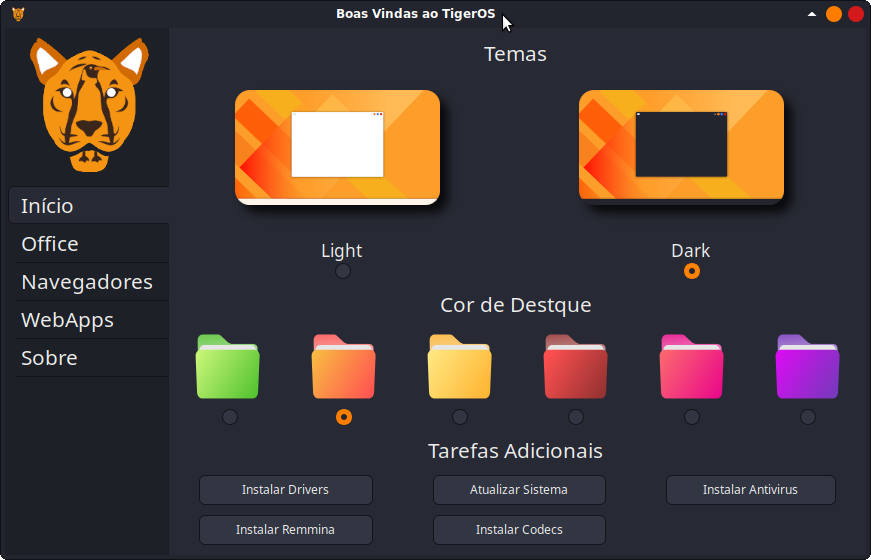 Boas Vindas ao TigerOS
Início
Office
Navegadores
WebApps
Sobre
Temas
Light
Dark
Cor de Destque
Tarefas Adicionais
Instalar Drivers
Atualizar Sistema
Instalar Antivirus
Instalar Remmina
Instalar Codecs